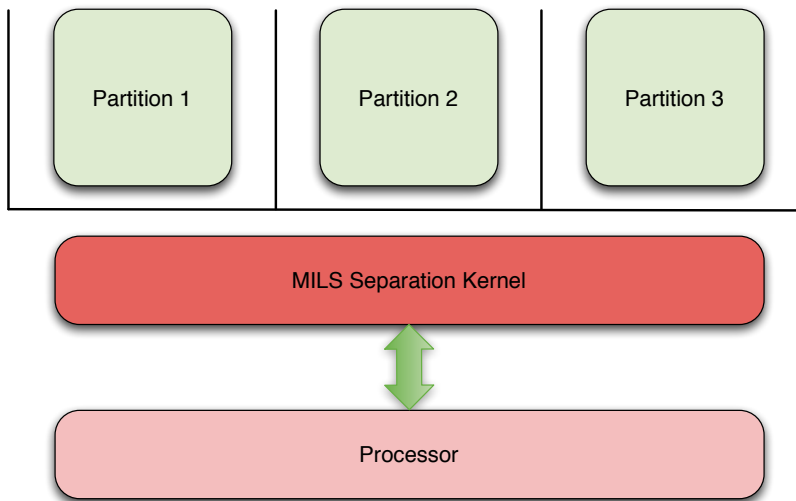 Partition 1
Partition 2
Partition 3
MILS Separation Kernel
Processor